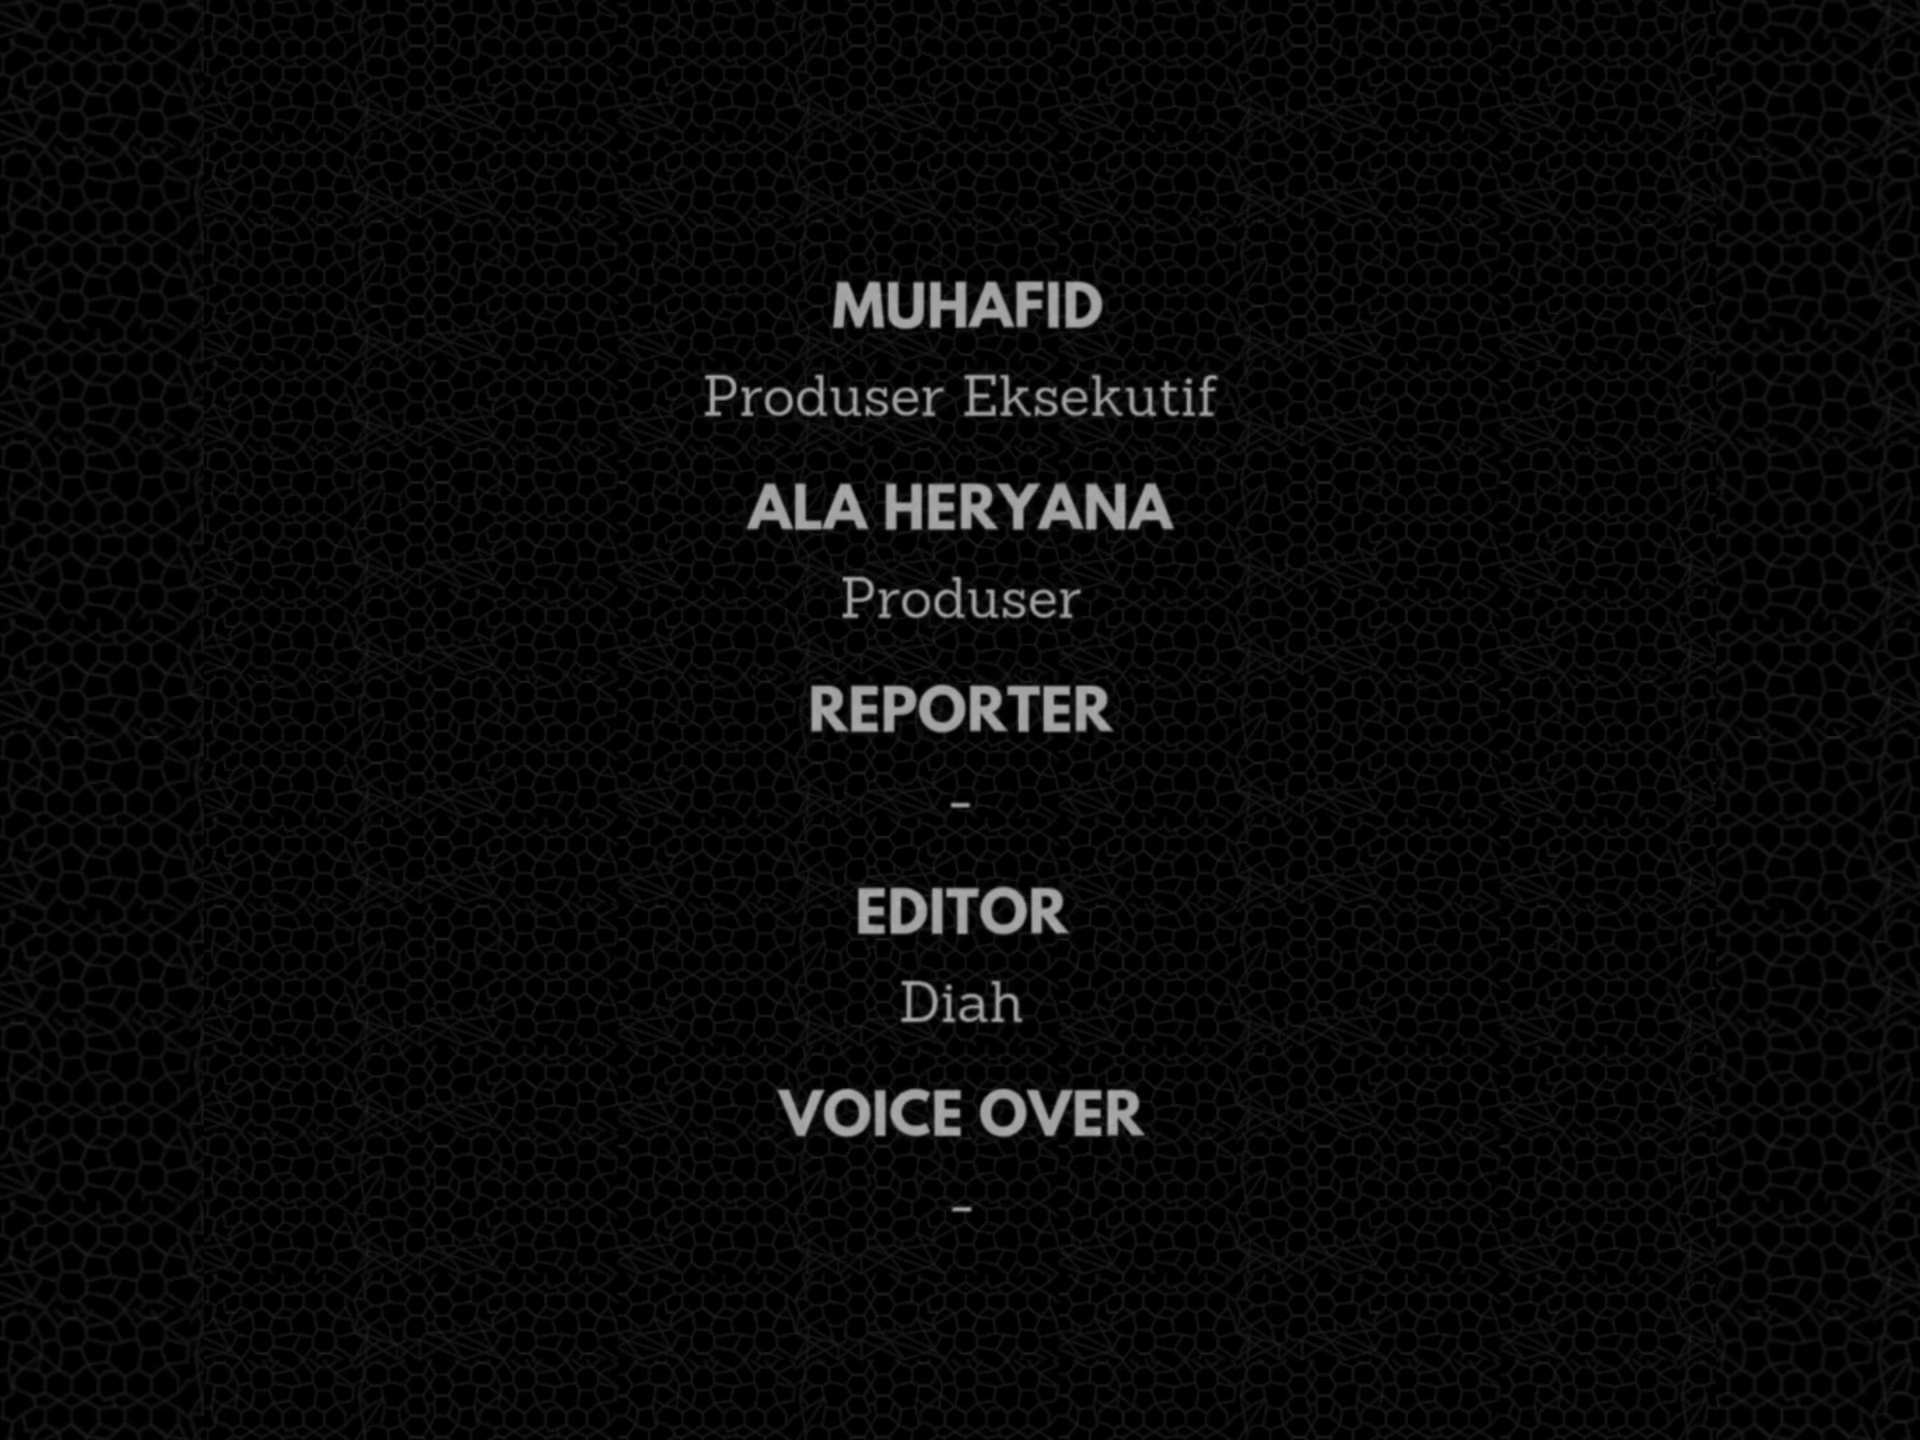 MUHAFID
Produser Eksekutif
ALA HERYANA
Produser
REPORTER
-
EDITOR
Diah
VOICE OVER
-